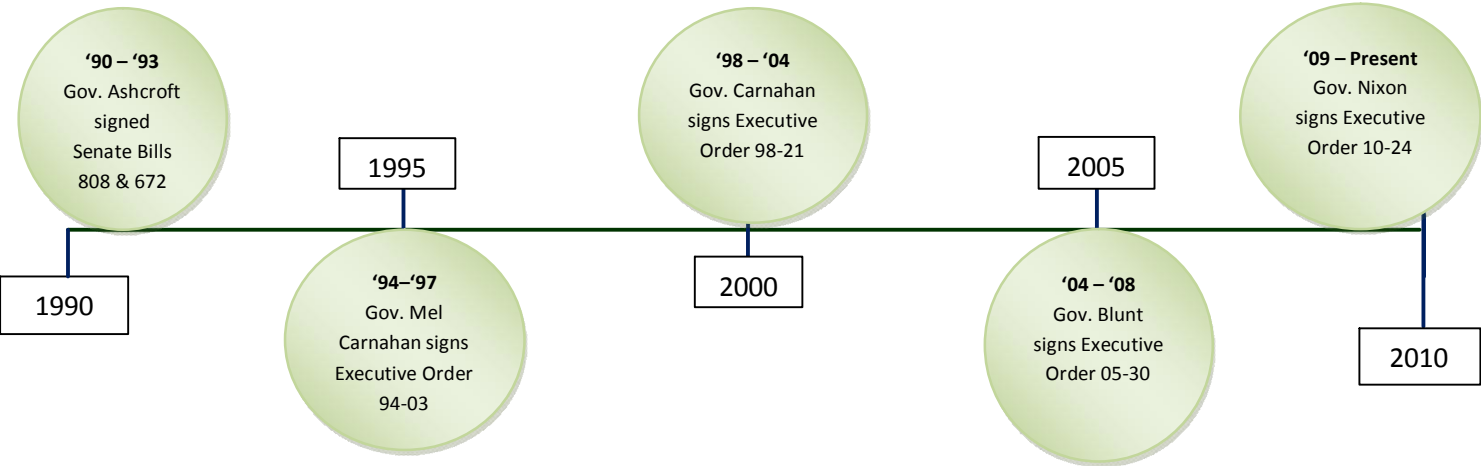 ‘90 – ‘93
Gov. Ashcroft
signed
Senate Bills
808 & 672
1990
1995
‘94–‘97
Gov. Mel
Carnahan signs
Executive Order
94-03
‘98 – ‘04
Gov. Carnahan
signs Executive
Order 98-21
2000
2005
‘04 – ‘08
Gov. Blunt
signs Executive
Order 05-30
‘09 – Present
Gov. Nixon
signs Executive
Order 10-24
2010